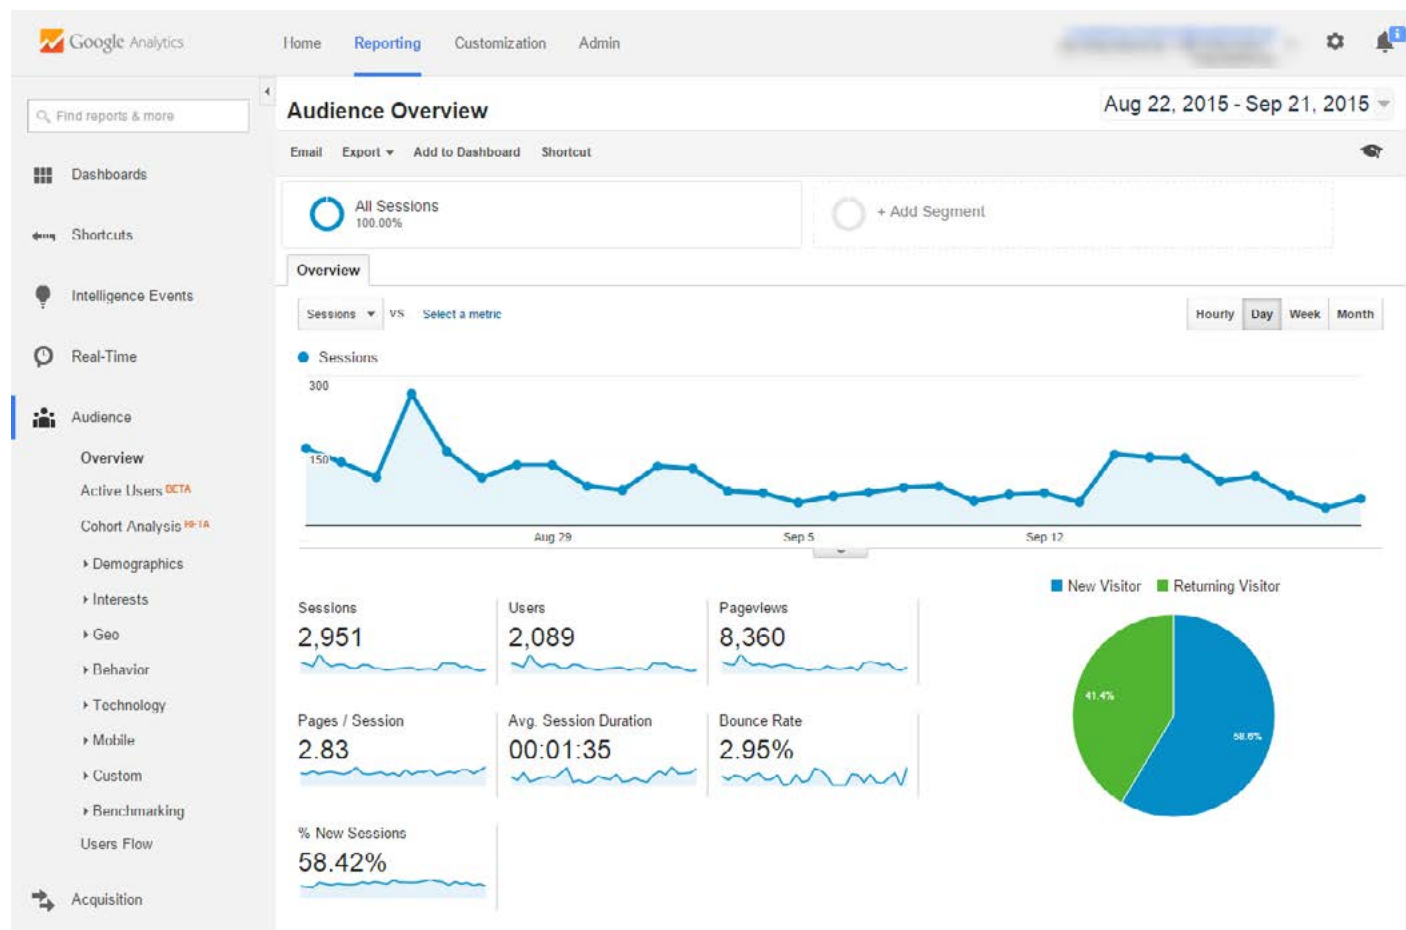 Google Analytics
Home Reporting Customization Admin
Find reports & more
Audience Overview
Aug 22, 2015 - Sep 21, 2015
Email Export Add to Dashboard Shortcut
Dashboards
Shortcuts
Intelligence Events
Real-Time
Audience
Overview
Active Users BETA
Cohort Analysis BETA
Demographics
Interests
Geo
Behavior
Technology
Mobile
Custom
Benchmarking
Users Flow
Acquisition
All Sessions
100.00%
+ Add Segment
Overview
Sessions VS Select a metric
Hourly Day Week Month
Sessions
300
150
Aug 29 Sep 5 Sep 12
New Visitor Returning Visitor
41.4%
58.6%
Sessions
2,951
Users
2,089
Pageviews
8,360
Pages / Session
2.83
Avg. Session Duration
00:01:35
Bounce Rate
2.95%
% New Sessions
58.42%